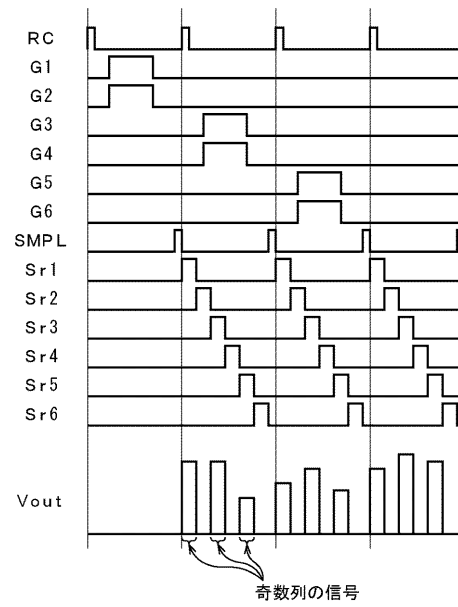 RC
G1
G2
G3
G4
G5
G6
SMPL
Sr1
Sr2
Sr3
Sr4
Sr5
Sr6
Vout
奇数列の信号